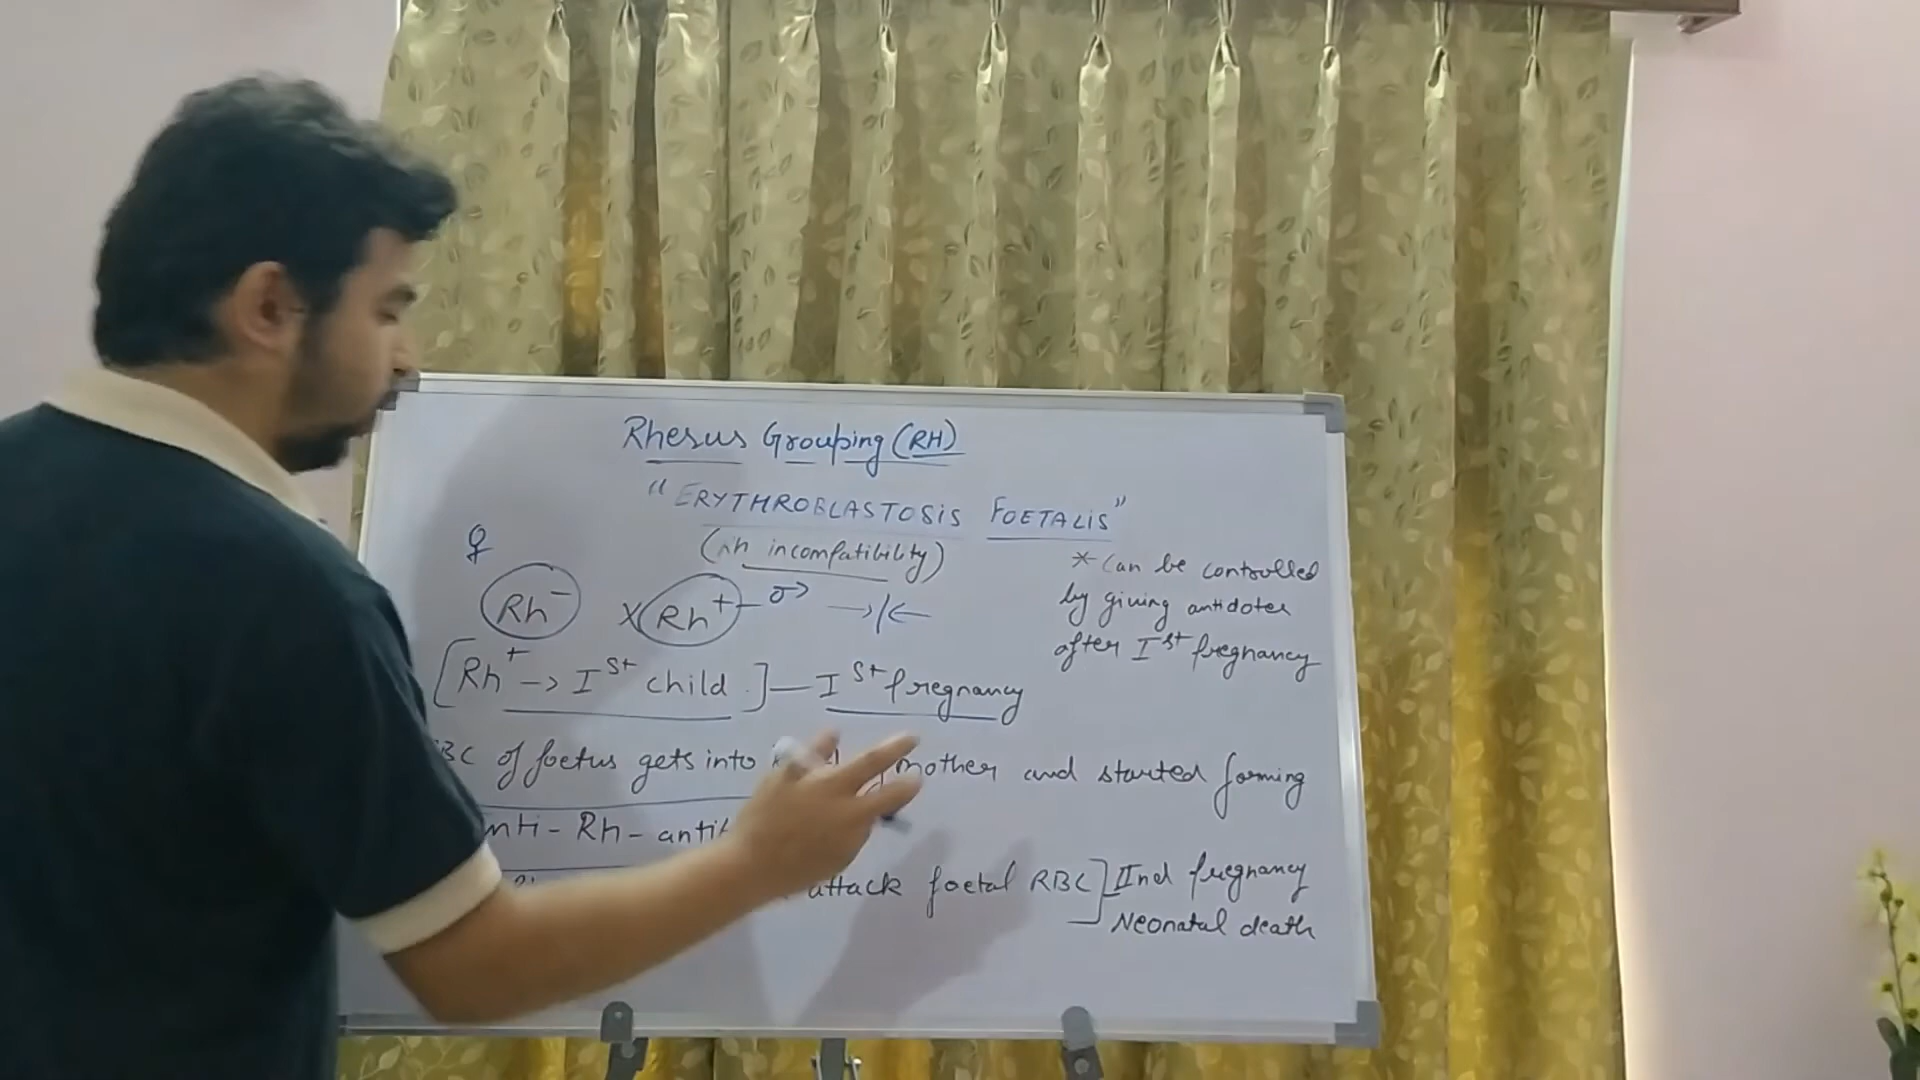 Rhesus Grouping (RH)
"ERYTHROBLASTOSIS FOETALIS"
(Rh incompatibility)
♀
Rh⁻ X Rh⁺ – ♂ →|←
[Rh⁺ → Iˢᵗ child.] — Iˢᵗ pregnancy
* Can be controlled
by giving antidotes
after Iˢᵗ pregnancy
of foetus gets into mother and started forming
Rh -
attack foetal RBC] IInd pregnancy
Neonatal death